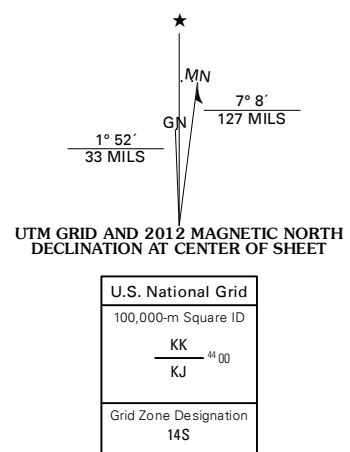 ★
MN
GN
7° 8´
127 MILS
1° 52´
33 MILS
UTM GRID AND 2012 MAGNETIC NORTH
DECLINATION AT CENTER OF SHEET
U.S. National Grid
100,000-m Square ID
KK
44 00
KJ
Grid Zone Designation
14S